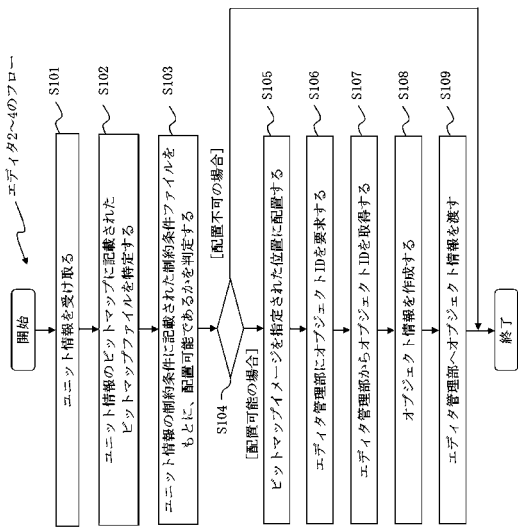 エディタ2~4のフロー
開始
S101
ユニット情報を受け取る
S102
ユニット情報のビットマップに記載された
ビットマップファイルを特定する
S103
ユニット情報の制約条件に記載された制約条件ファイルを
もとに、配置可能であるかを判定する
S104
[配置不可の場合]
[配置可能の場合]
S105
ビットマップイメージを指定された位置に配置する
S106
エディタ管理部にオブジェクトIDを要求する
S107
エディタ管理部からオブジェクトIDを取得する
S108
オブジェクト情報を作成する
S109
エディタ管理部へオブジェクト情報を渡す
終了